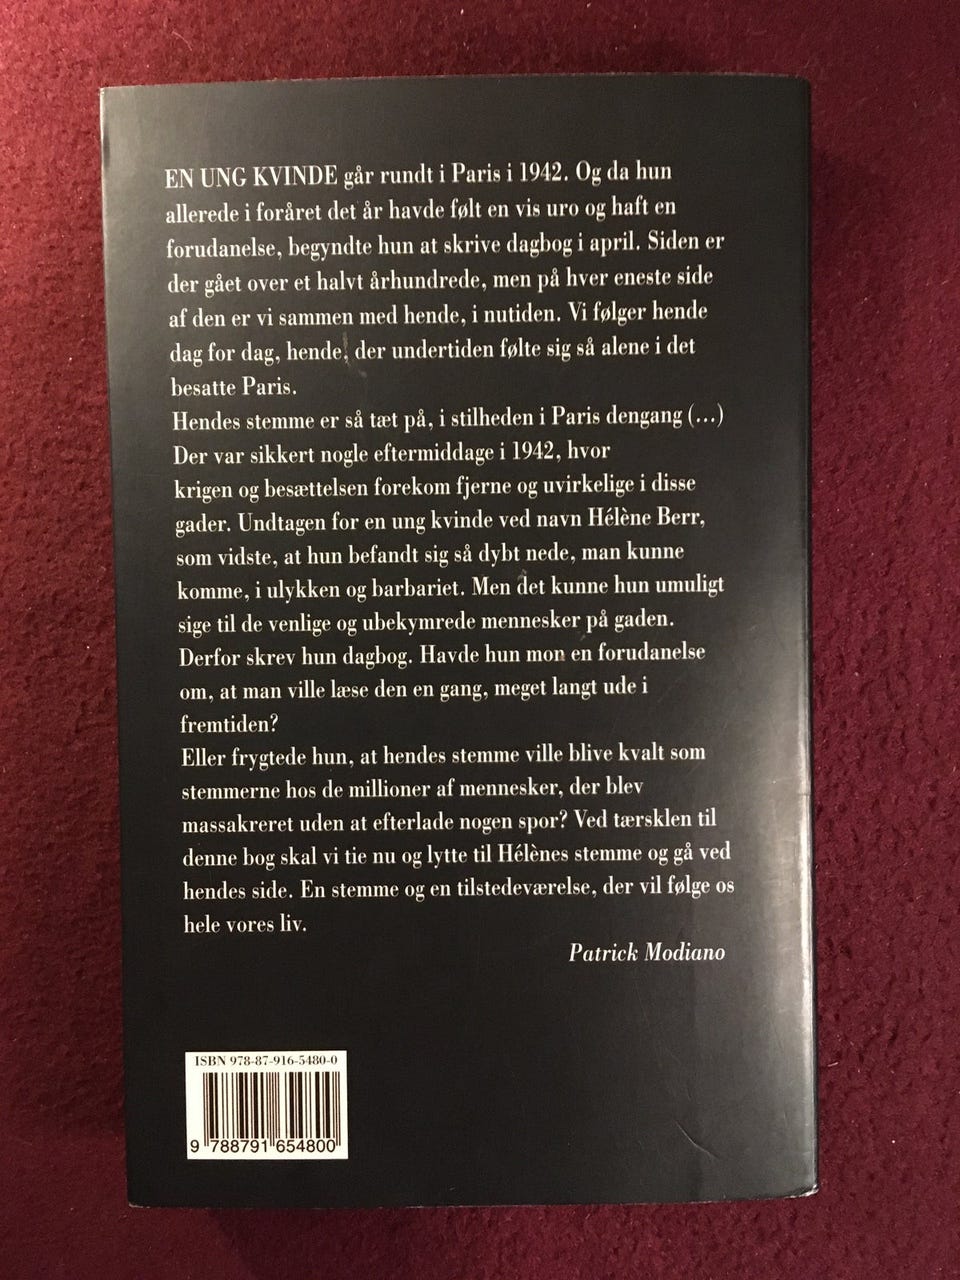 EN UNG KVINDE går rundt i Paris i 1942. Og da hun
allerede i foråret det år havde følt en vis uro og haft en
forudanelse, begyndte hun at skrive dagbog i april. Siden er
der gået over et halvt århundrede, men på hver eneste side
af den er vi sammen med hende, i nutiden. Vi følger hende
dag for dag, hende, der undertiden følte sig så alene i det
besatte Paris.
Hendes stemme er så tæt på, i stilheden i Paris dengang (...)
Der var sikkert nogle eftermiddage i 1942, hvor
krigen og besættelsen forekom fjerne og uvirkelige i disse
gader. Undtagen for en ung kvinde ved navn Hélène Berr,
som vidste, at hun befandt sig så dybt nede, man kunne
komme, i ulykken og barbariet. Men det kunne hun umuligt
sige til de venlige og ubekymrede mennesker på gaden.
Derfor skrev hun dagbog. Havde hun mon en forudanelse
om, at man ville læse den en gang, meget langt ude i
fremtiden?
Eller frygtede hun, at hendes stemme ville blive kvalt som
stemmerne hos de millioner af mennesker, der blev
massakreret uden at efterlade nogen spor? Ved tærsklen til
denne bog skal vi tie nu og lytte til Hélènes stemme og gå ved
hendes side. En stemme og en tilstedeværelse, der vil følge os
hele vores liv.
Patrick Modiano
ISBN 978-87-916-5480-0
9 788791 654800